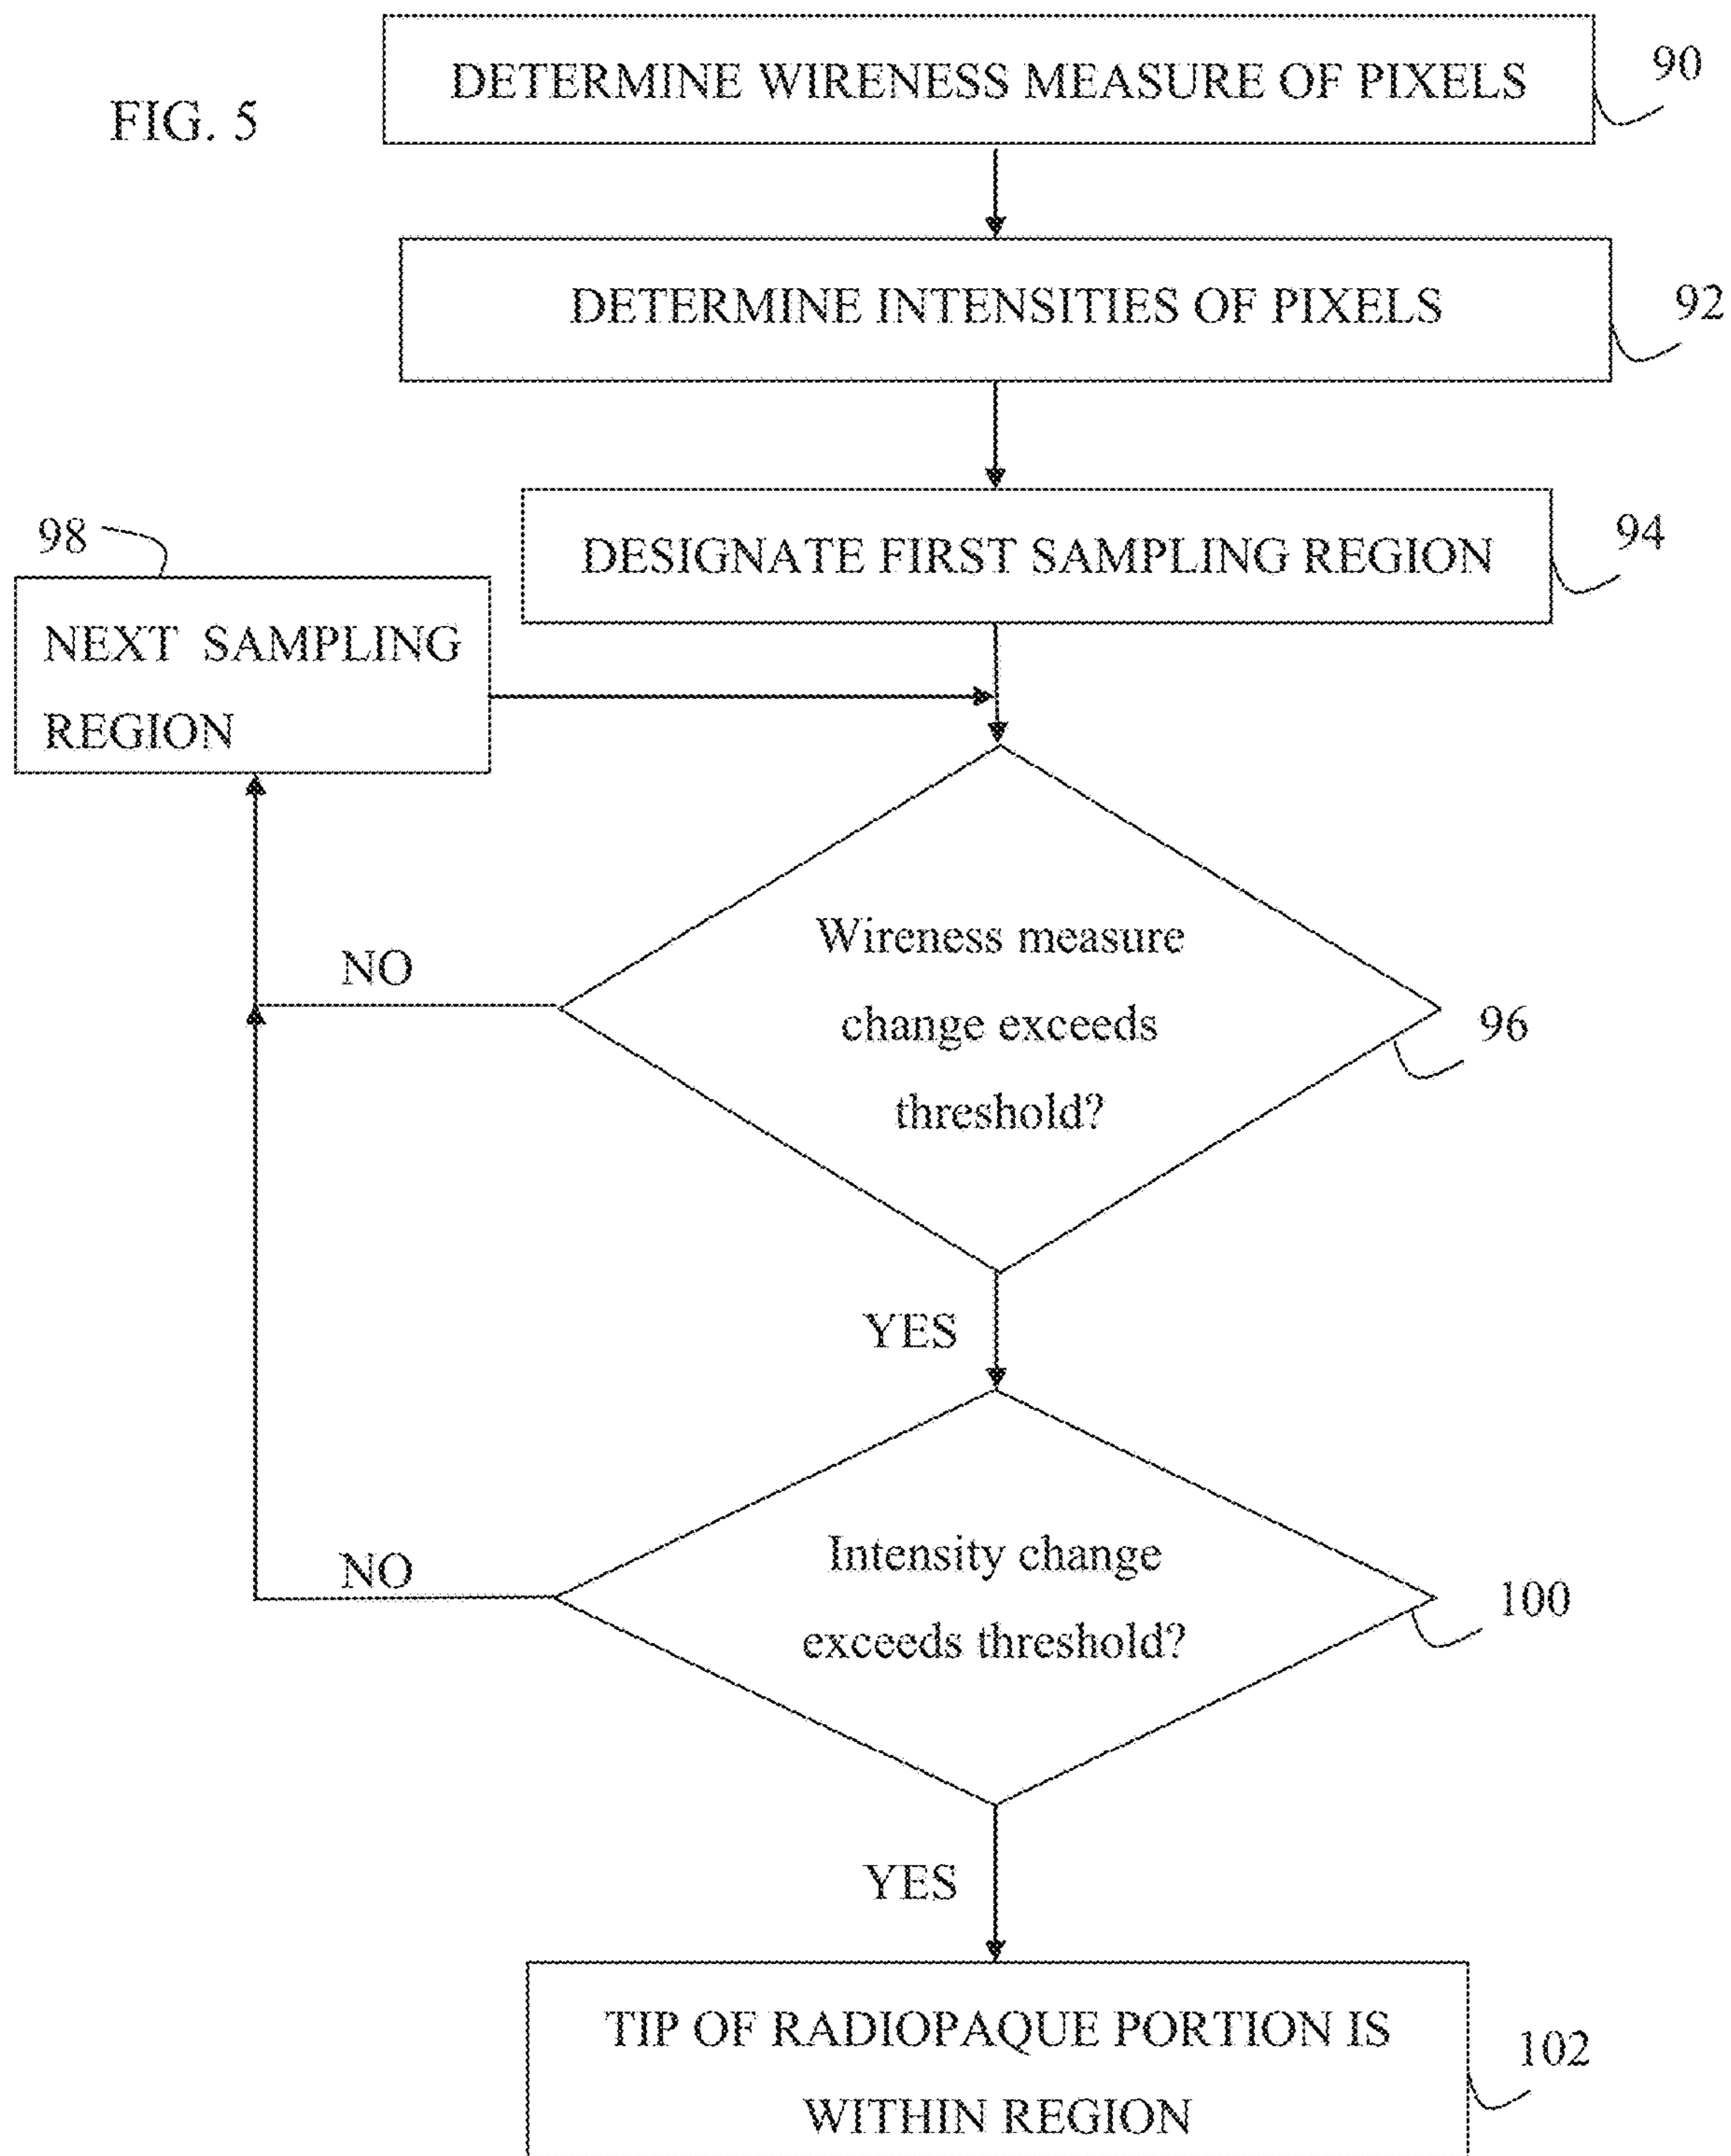 DETERMINE WIRENESS MEASURE OF PIXELS
90
FIG. 5
DETERMINE INTENSITIES OF PIXELS
92
DESIGNATE FIRST SAMPLING REGION
94
98
NEXT SAMPLING
REGION
Wireness measure
change exceeds
threshold?
96
NO
YES
Intensity change
exceeds threshold?
100
NO
YES
TIP OF RADIOPAQUE PORTION IS
WITHIN REGION
102